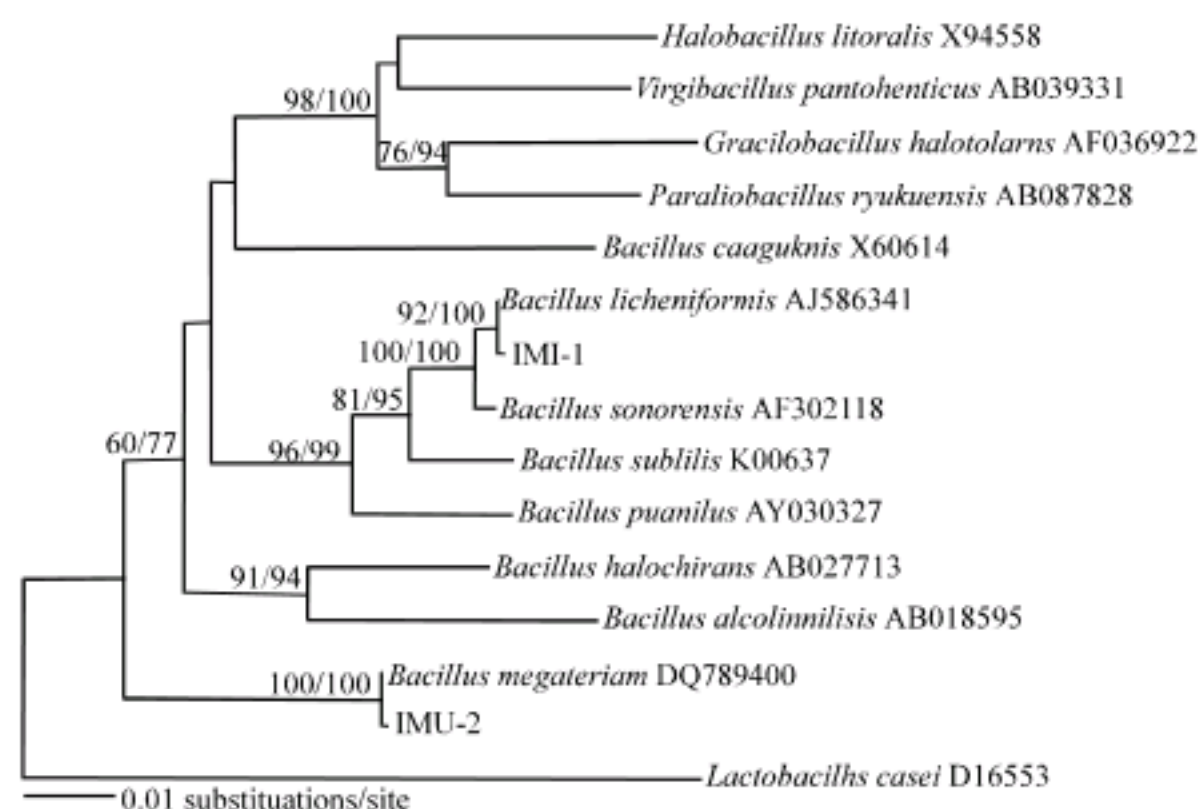 Halobacillus litoralis X94558
Virgibacillus pantohenticus AB039331
98/100
76/94
Gracilobacillus halotolarns AF036922
Paraliobacillus ryukuensis AB087828
Bacillus caaguknis X60614
Bacillus licheniformis AJ586341
92/100
IMI-1
100/100
81/95
Bacillus sonorensis AF302118
60/77
96/99
Bacillus sublilis K00637
Bacillus puanilus AY030327
91/94
Bacillus halochirans AB027713
Bacillus alcolinnilisis AB018595
100/100
Bacillus megateriam DQ789400
IMU-2
Lactobacilhs casei D16553
0.01 substituations/site